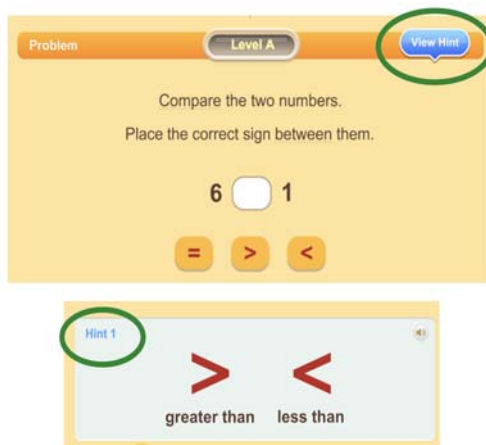 Problem
Level A
View Hint
Compare the two numbers.
Place the correct sign between them.
6 1
= > <
Hint 1
> <
greater than less than